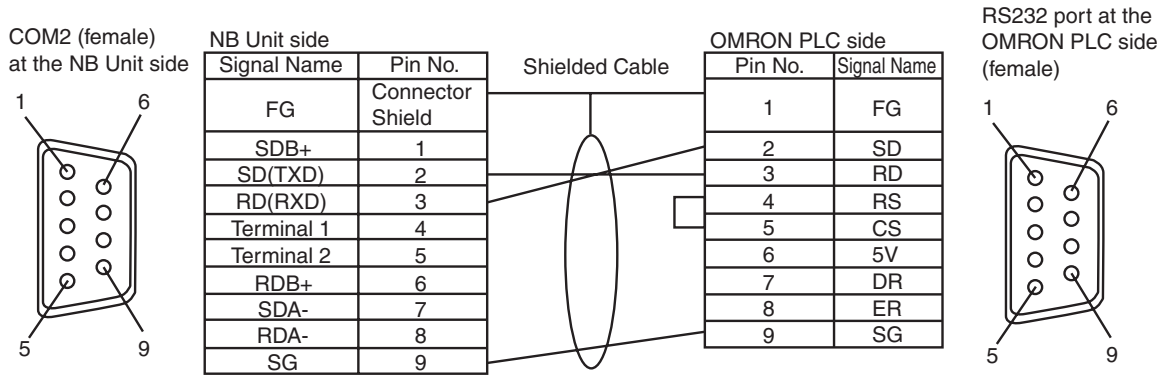 COM2 (female)
at the NB Unit side
1
6
5
9
NB Unit side
Signal Name Pin No.
FG Connector
Shield
SDB+ 1
SD(TXD) 2
RD(RXD) 3
Terminal 1 4
Terminal 2 5
RDB+ 6
SDA- 7
RDA- 8
SG 9
Shielded Cable
OMRON PLC side
Pin No. Signal Name
1 FG
2 SD
3 RD
4 RS
5 CS
6 5V
7 DR
8 ER
9 SG
RS232 port at the
OMRON PLC side
(female)
1
6
5
9